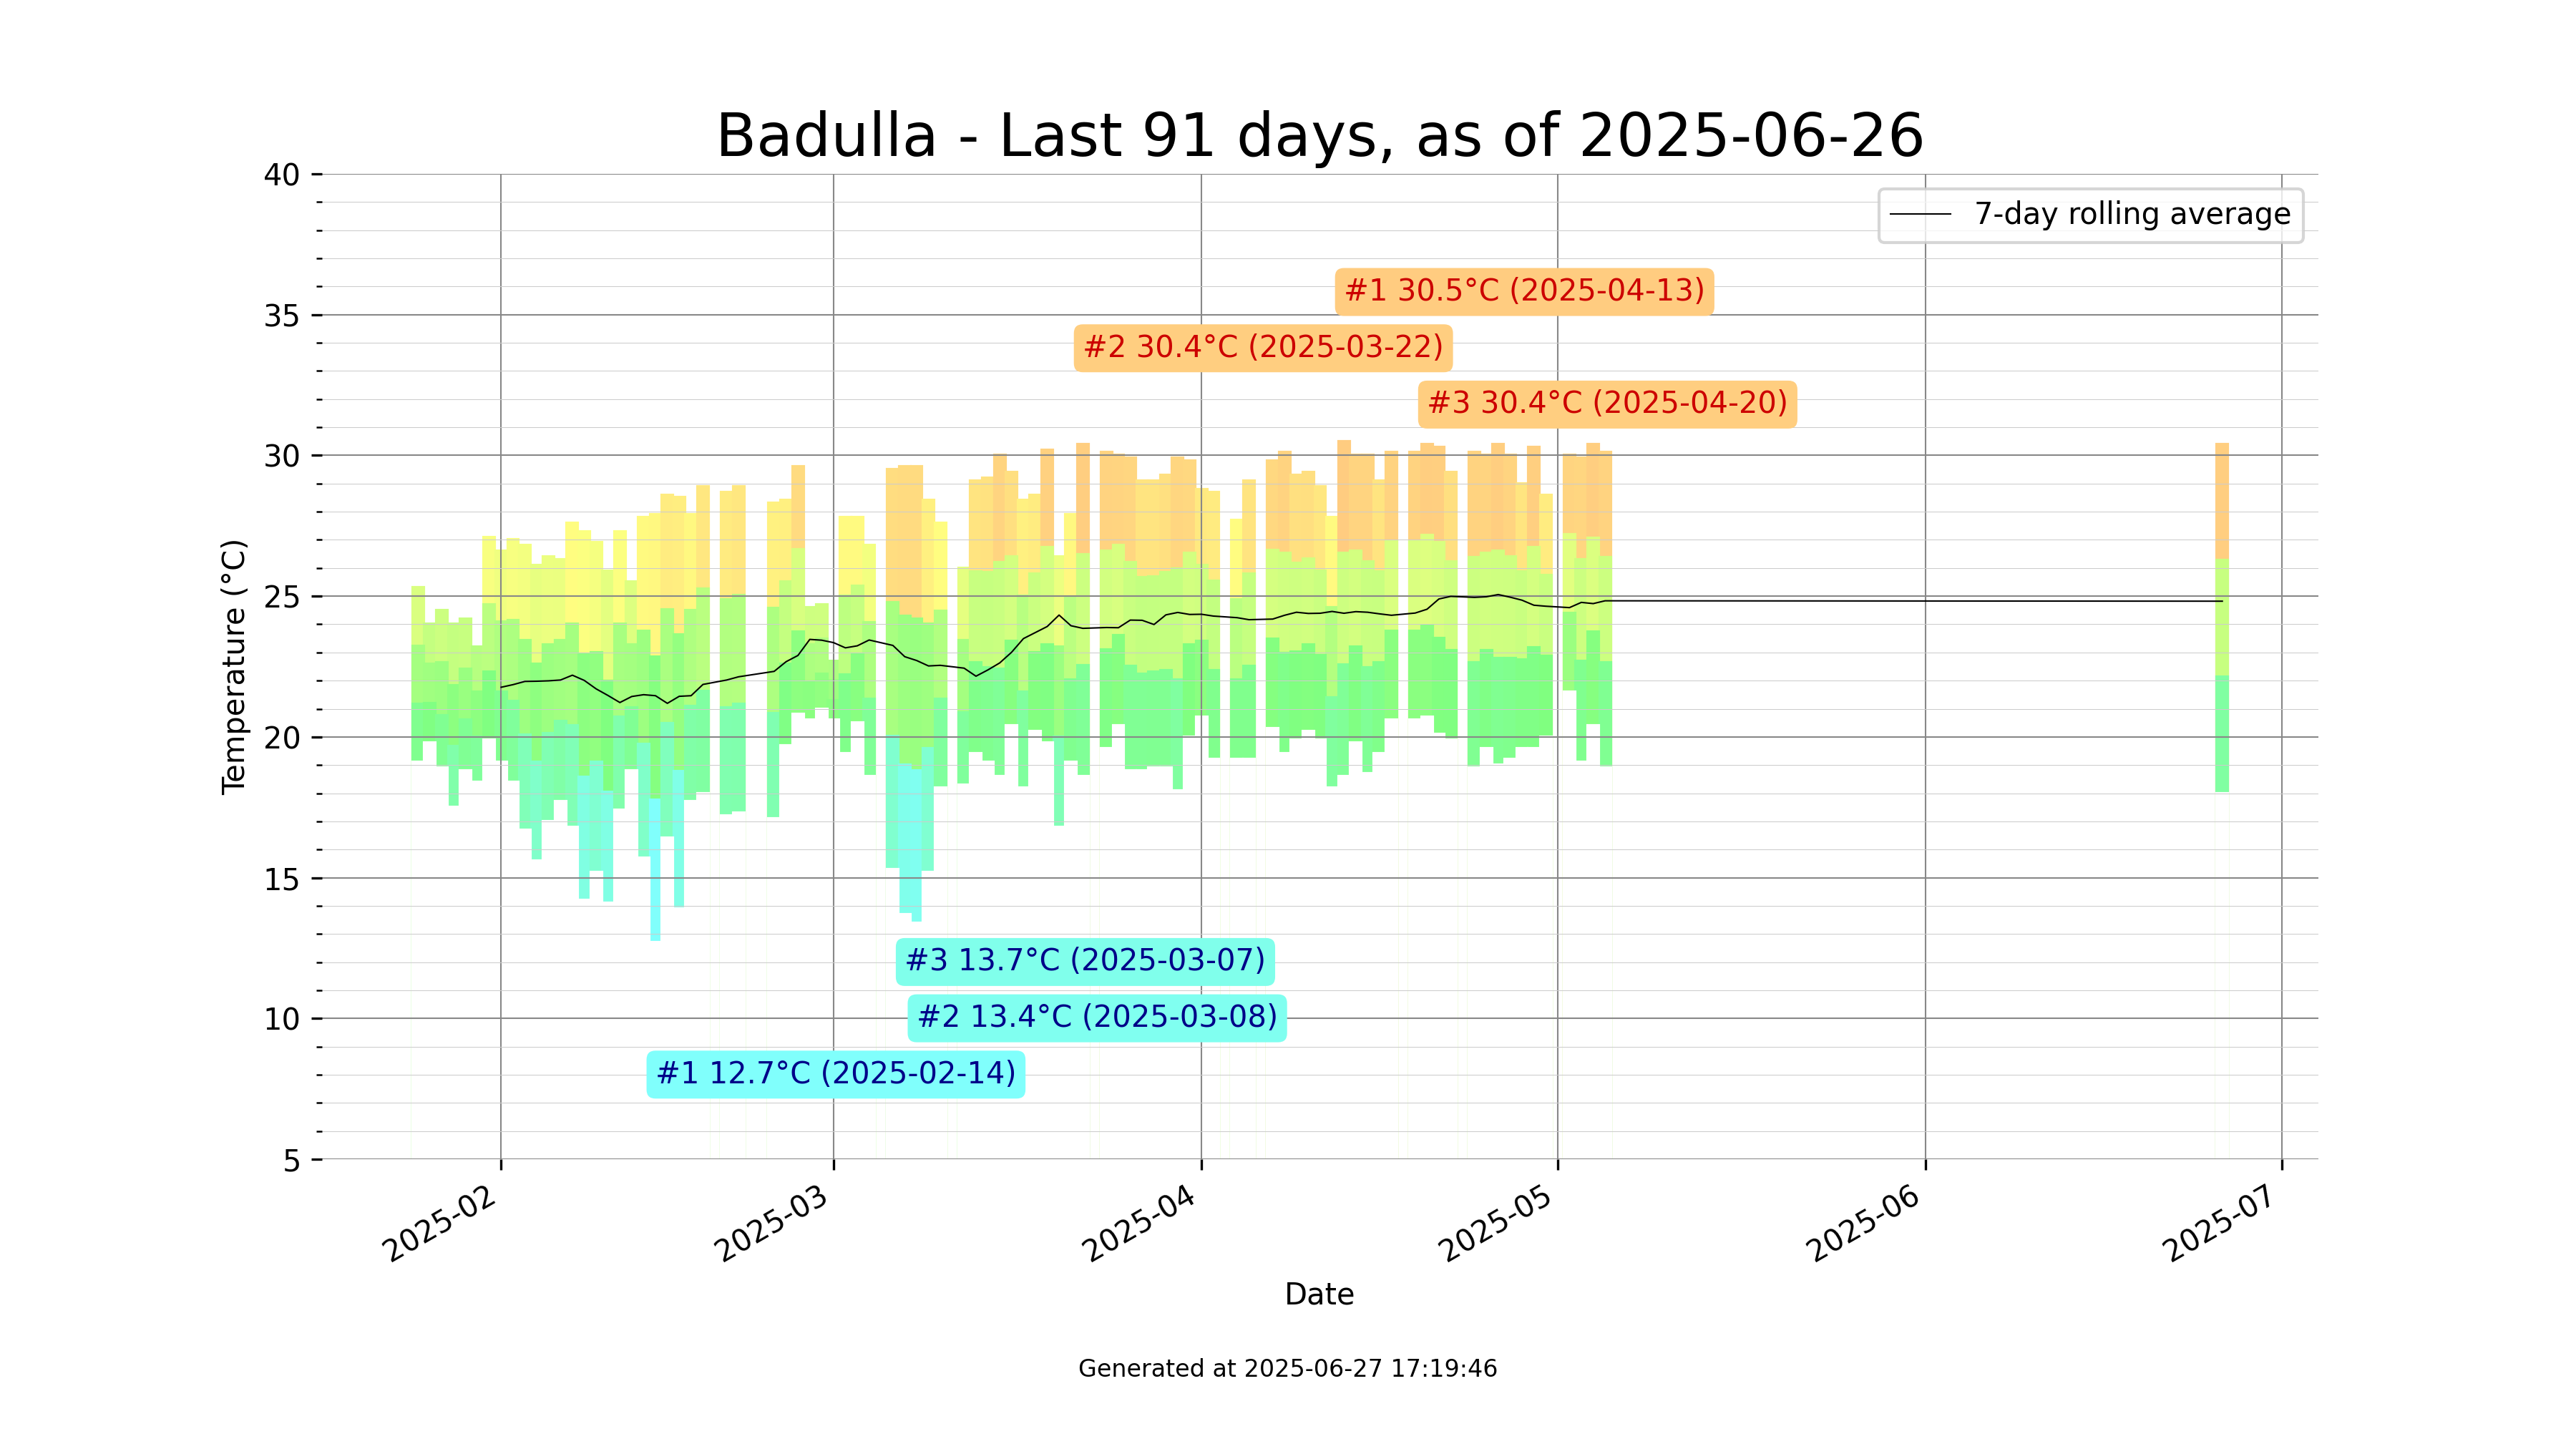 Badulla - Last 91 days, as of 2025-06-26
40
35
30
25
20
15
10
5
Temperature (°C)
7-day rolling average
#1 30.5°C (2025-04-13)
#2 30.4°C (2025-03-22)
#3 30.4°C (2025-04-20)
#3 13.7°C (2025-03-07)
#2 13.4°C (2025-03-08)
#1 12.7°C (2025-02-14)
2025-02
2025-03
2025-04
2025-05
2025-06
2025-07
Date
Generated at 2025-06-27 17:19:46